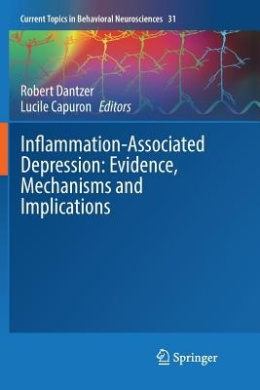 Current Topics in Behavioral Neurosciences 31
Robert Dantzer
Lucile Capuron Editors
Inflammation-Associated
Depression: Evidence,
Mechanisms and
Implications
Springer